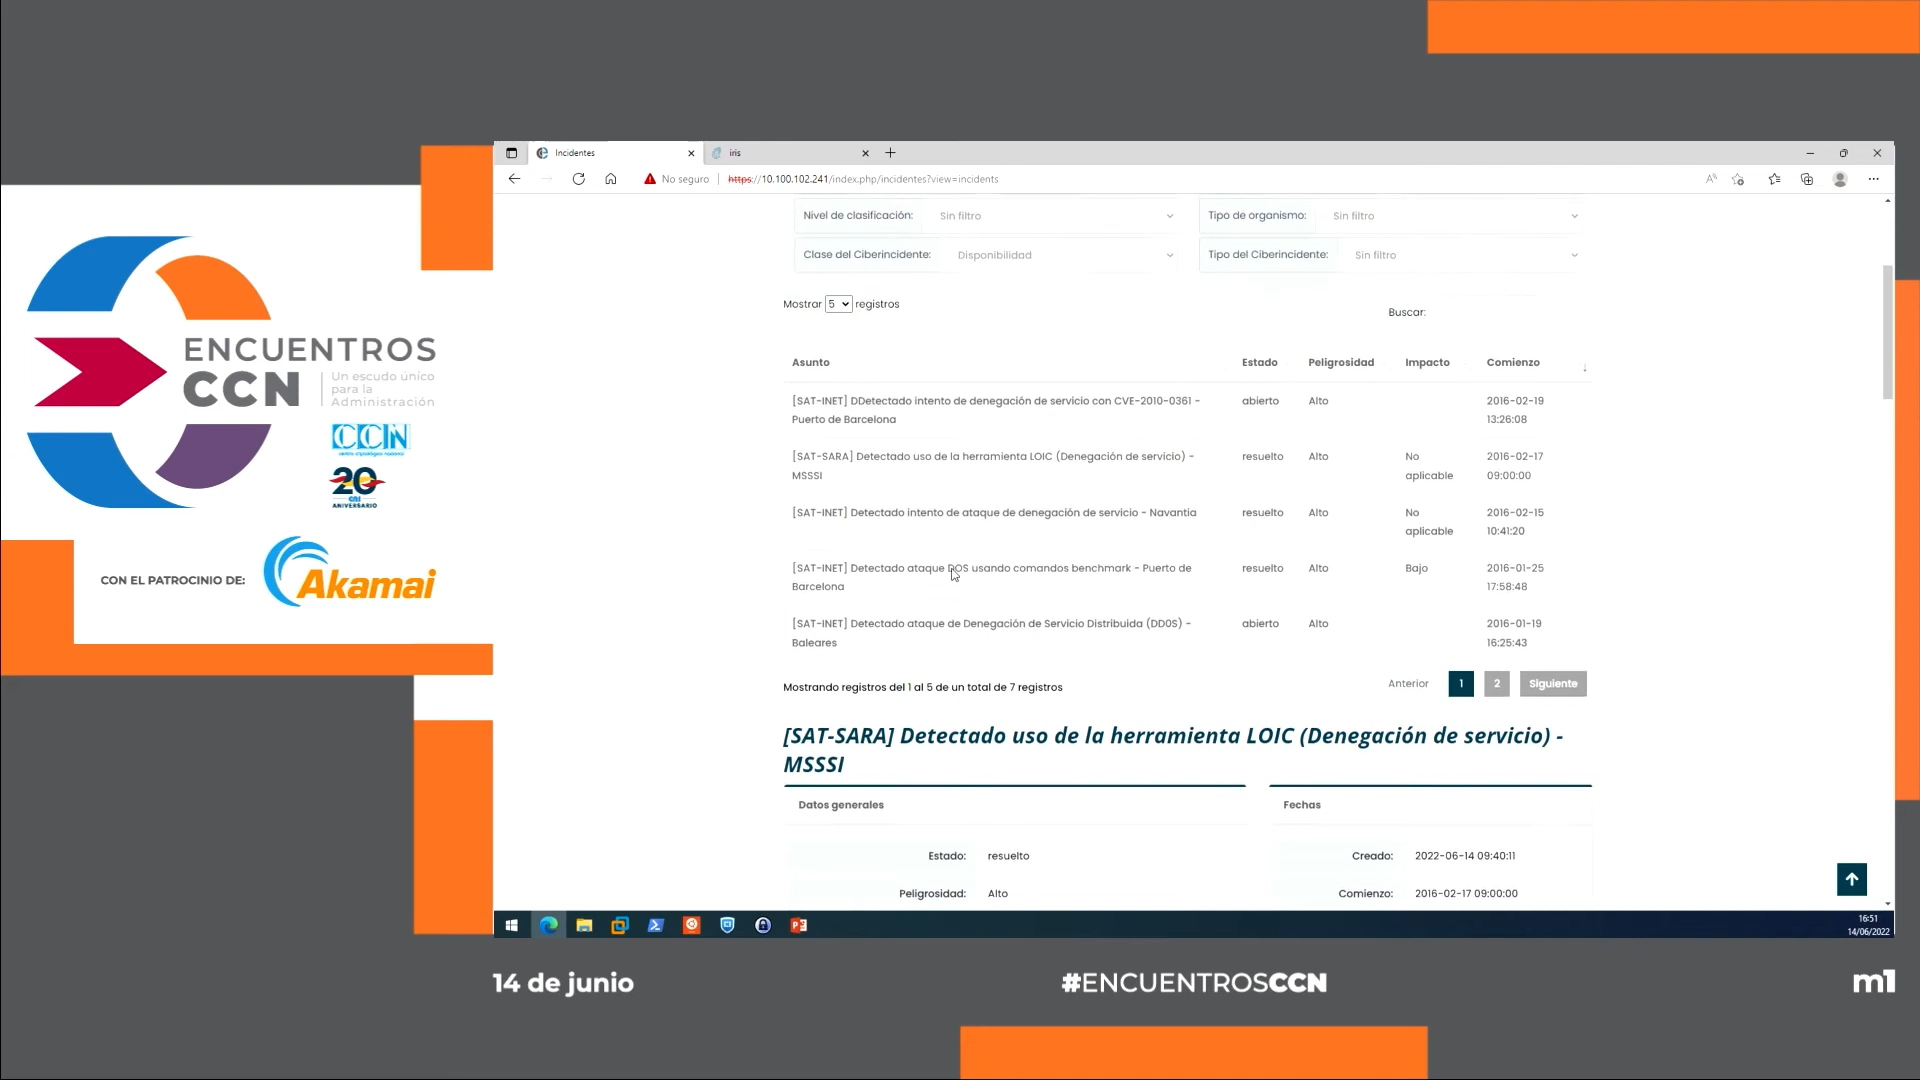 ENCUENTROS
CCN
Un escudo único
para la
Administración
CCN
centro criptológico nacional
20
CNI
ANIVERSARIO
CON EL PATROCINIO DE:
Akamai
Incidentes
iris
No seguro
https://10.100.102.241/index.php/incidentes?view=incidents
Nivel de clasificación: Sin filtro
Tipo de organismo: Sin filtro
Clase del Ciberincidente: Disponibilidad
Tipo del Ciberincidente: Sin filtro
Mostrar 5 registros
Buscar:
Asunto Estado Peligrosidad Impacto Comienzo
[SAT-INET] DDetectado intento de denegación de servicio con CVE-2010-0361 - abierto Alto 2016-02-19
Puerto de Barcelona 13:26:08
[SAT-SARA] Detectado uso de la herramienta LOIC (Denegación de servicio) - resuelto Alto No 2016-02-17
MSSSI aplicable 09:00:00
[SAT-INET] Detectado intento de ataque de denegación de servicio - Navantia resuelto Alto No 2016-02-15
aplicable 10:41:20
[SAT-INET] Detectado ataque DOS usando comandos benchmark - Puerto de resuelto Alto Bajo 2016-01-25
Barcelona 17:58:48
[SAT-INET] Detectado ataque de Denegación de Servicio Distribuida (DD0S) - abierto Alto 2016-01-19
Baleares 16:25:43
Mostrando registros del 1 al 5 de un total de 7 registros
Anterior 1 2 Siguiente
[SAT-SARA] Detectado uso de la herramienta LOIC (Denegación de servicio) -
MSSSI
Datos generales
Fechas
Estado: resuelto
Creado: 2022-06-14 09:40:11
Peligrosidad: Alto
Comienzo: 2016-02-17 09:00:00
16:51
14/06/2022
14 de junio
#ENCUENTROSCCN
m1